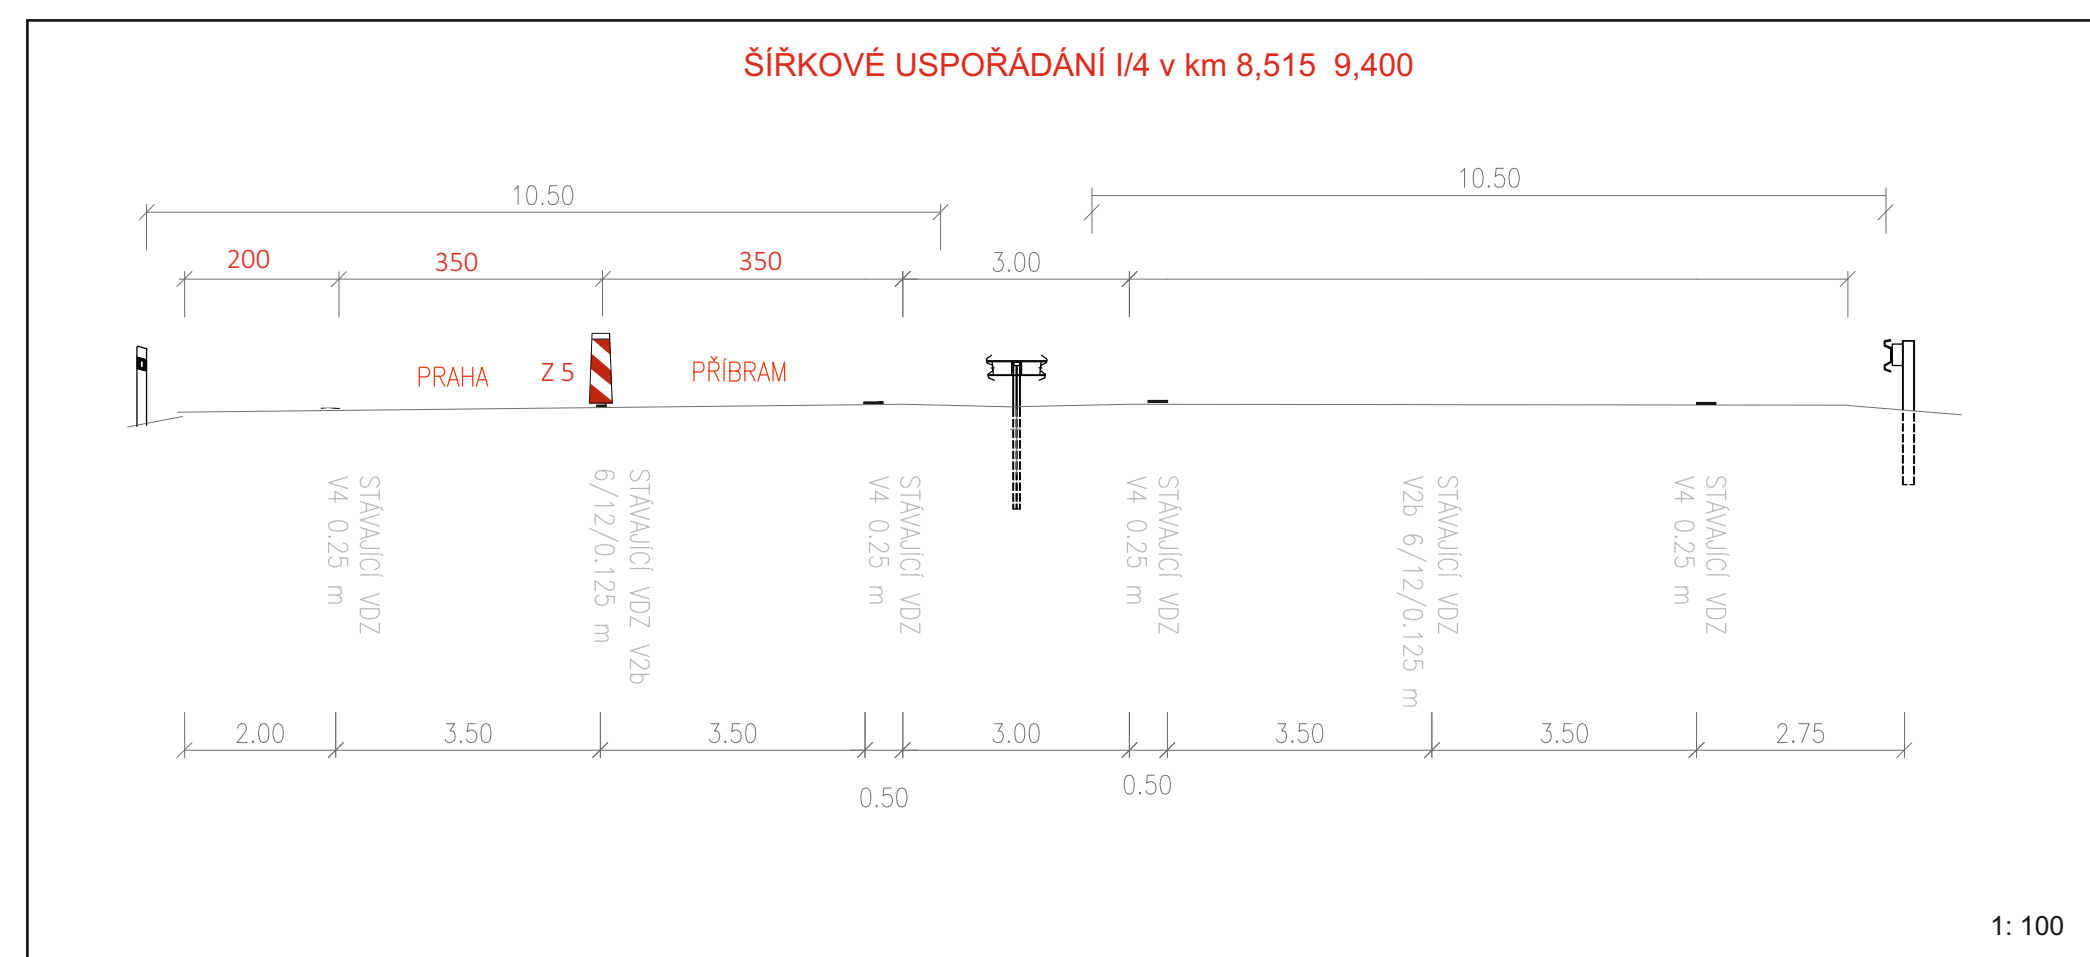 ŠÍŘKOVÉ USPOŘÁDÁNÍ I/4 v km 8,515 9,400
10.50
10.50
200
350
350
3.00
PRAHA
Z 5
PŘÍBRAM
STÁVAJÍCÍ VDZ
V4 0.25 m
STÁVAJÍCÍ VDZ V2b
6/12/0.125 m
STÁVAJÍCÍ VDZ
V4 0.25 m
STÁVAJÍCÍ VDZ
V4 0.25 m
STÁVAJÍCÍ VDZ
V2b 6/12/0.125 m
STÁVAJÍCÍ VDZ
V4 0.25 m
2.00
3.50
3.50
0.50
3.00
0.50
3.50
3.50
2.75
1: 100